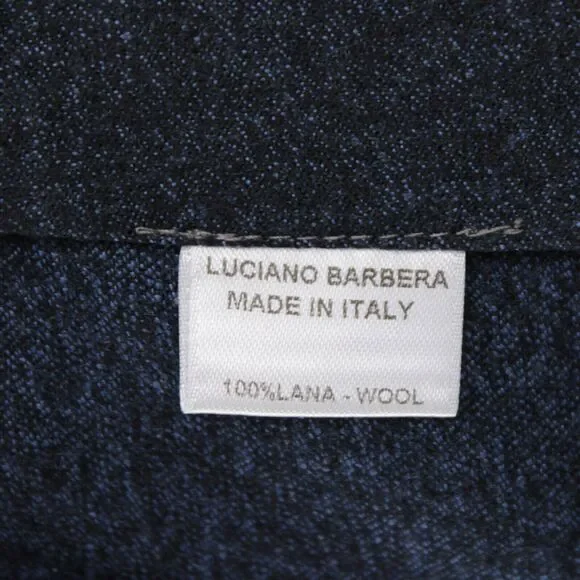 LUCIANO BARBERA
MADE IN ITALY
100%LANA - WOOL